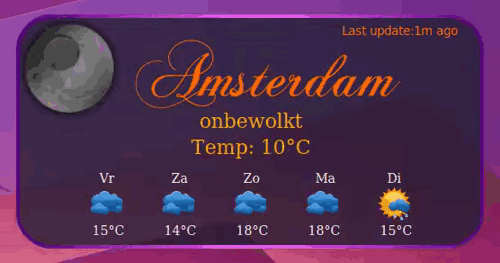 Last update:1m ago
Amsterdam
onbewolkt
Temp: 10°C
Vr Za Zo Ma Di
15°C 14°C 18°C 18°C 15°C